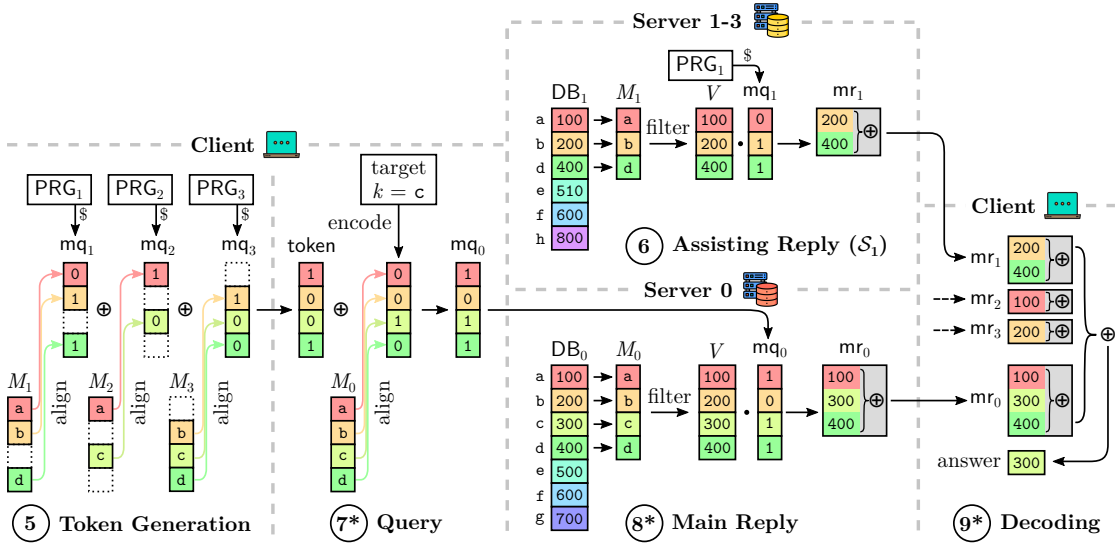 Client
PRG1
PRG2
PRG3
$
$
$
mq1
mq2
mq3
0
1
1
1
⊕
0
⊕
1
0
0
M1
M2
M3
a
b
d
a
c
b
c
d
align
align
align
5 Token Generation
target
k = c
encode
token
mq0
1
0
0
1
⊕
0
0
1
0
1
0
1
1
M0
a
b
c
d
align
7* Query
Server 1-3
PRG1
$
DB1
M1
V
mq1
mr1
a 100 a 100 0 200
b 200 b filter 200 · 1 400 ⊕
d 400 d 400 1
e 510
f 600
h 800
6 Assisting Reply (S1)
Server 0
DB0
M0
V
mq0
mr0
a 100 a 100 1 100
b 200 b filter 200 · 0 300 ⊕
c 300 c 300 1 400
d 400 d 400 1
e 500
f 600
g 700
8* Main Reply
Client
mr1
200
400
⊕
mr2 100 ⊕
mr3 200 ⊕
⊕
mr0
100
300
400
⊕
answer 300
9* Decoding